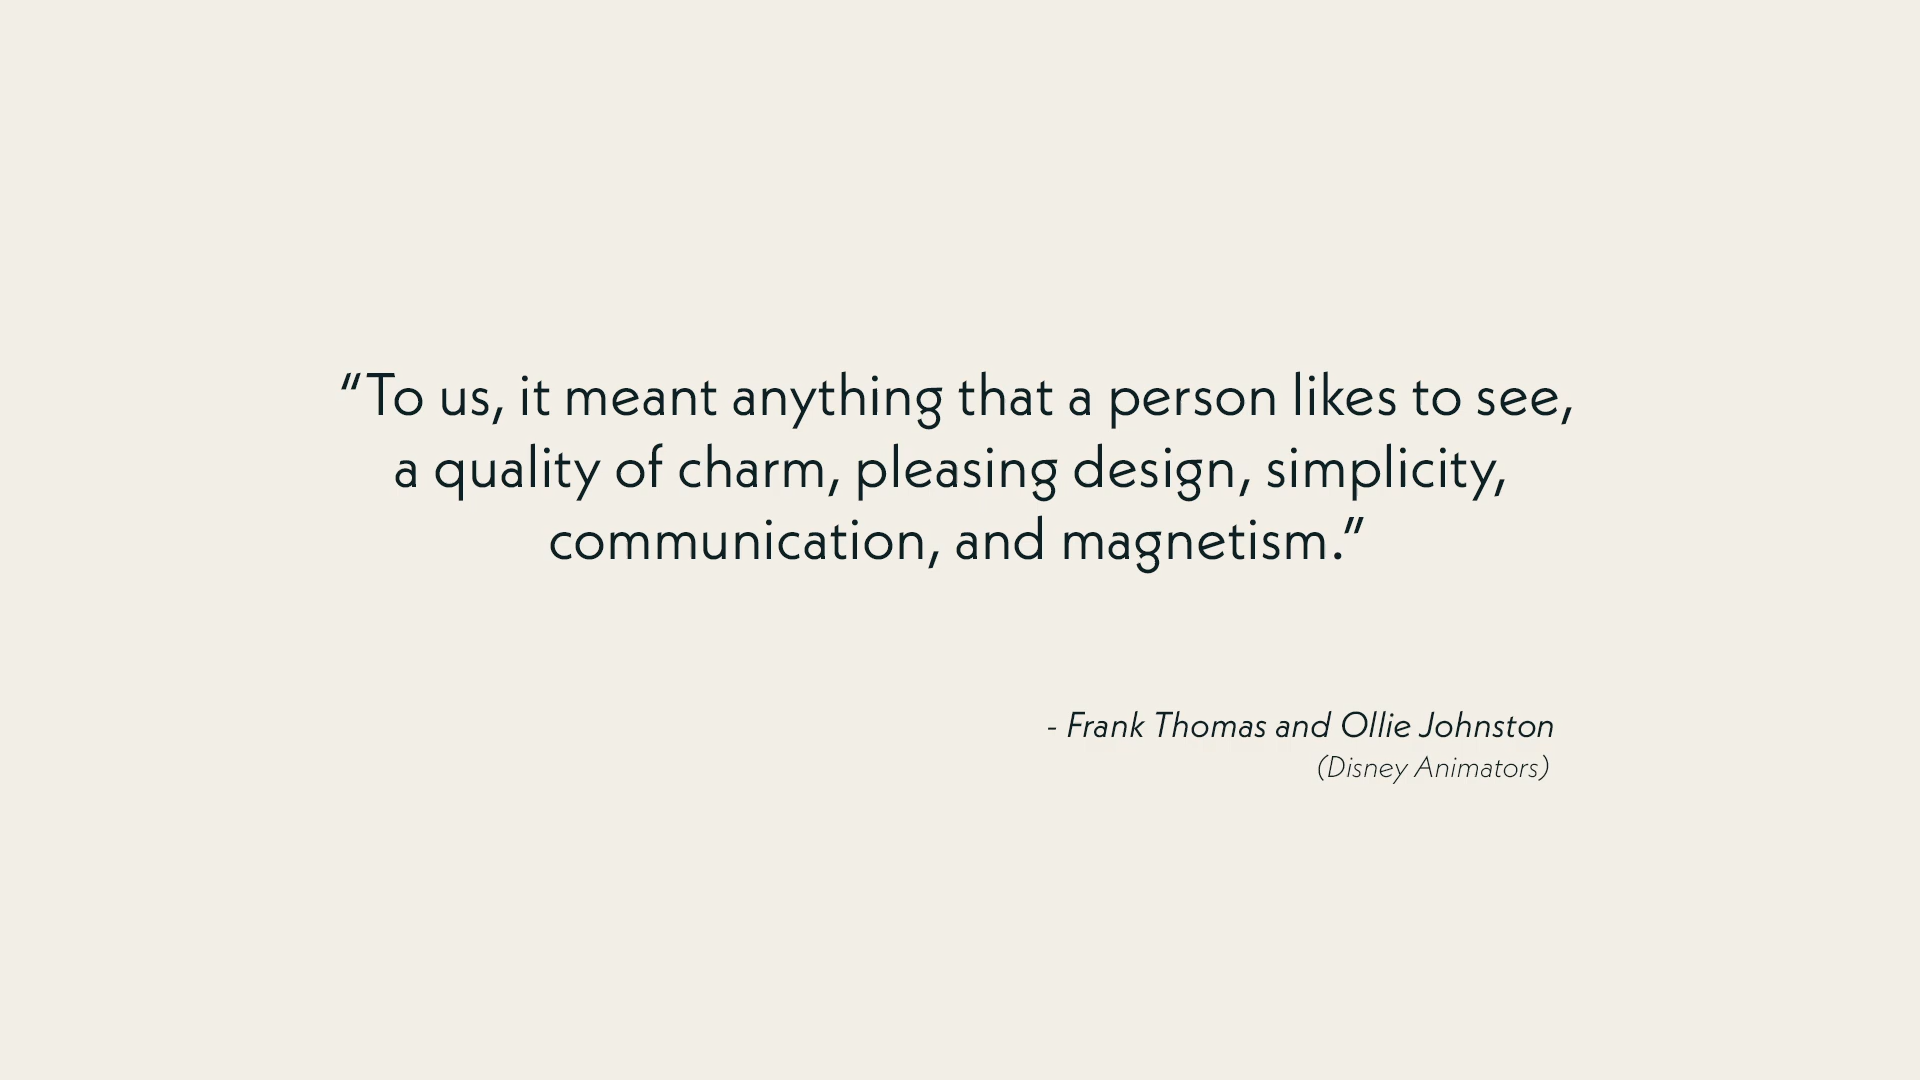 “To us, it meant anything that a person likes to see,
a quality of charm, pleasing design, simplicity,
communication, and magnetism.”
- Frank Thomas and Ollie Johnston
(Disney Animators)